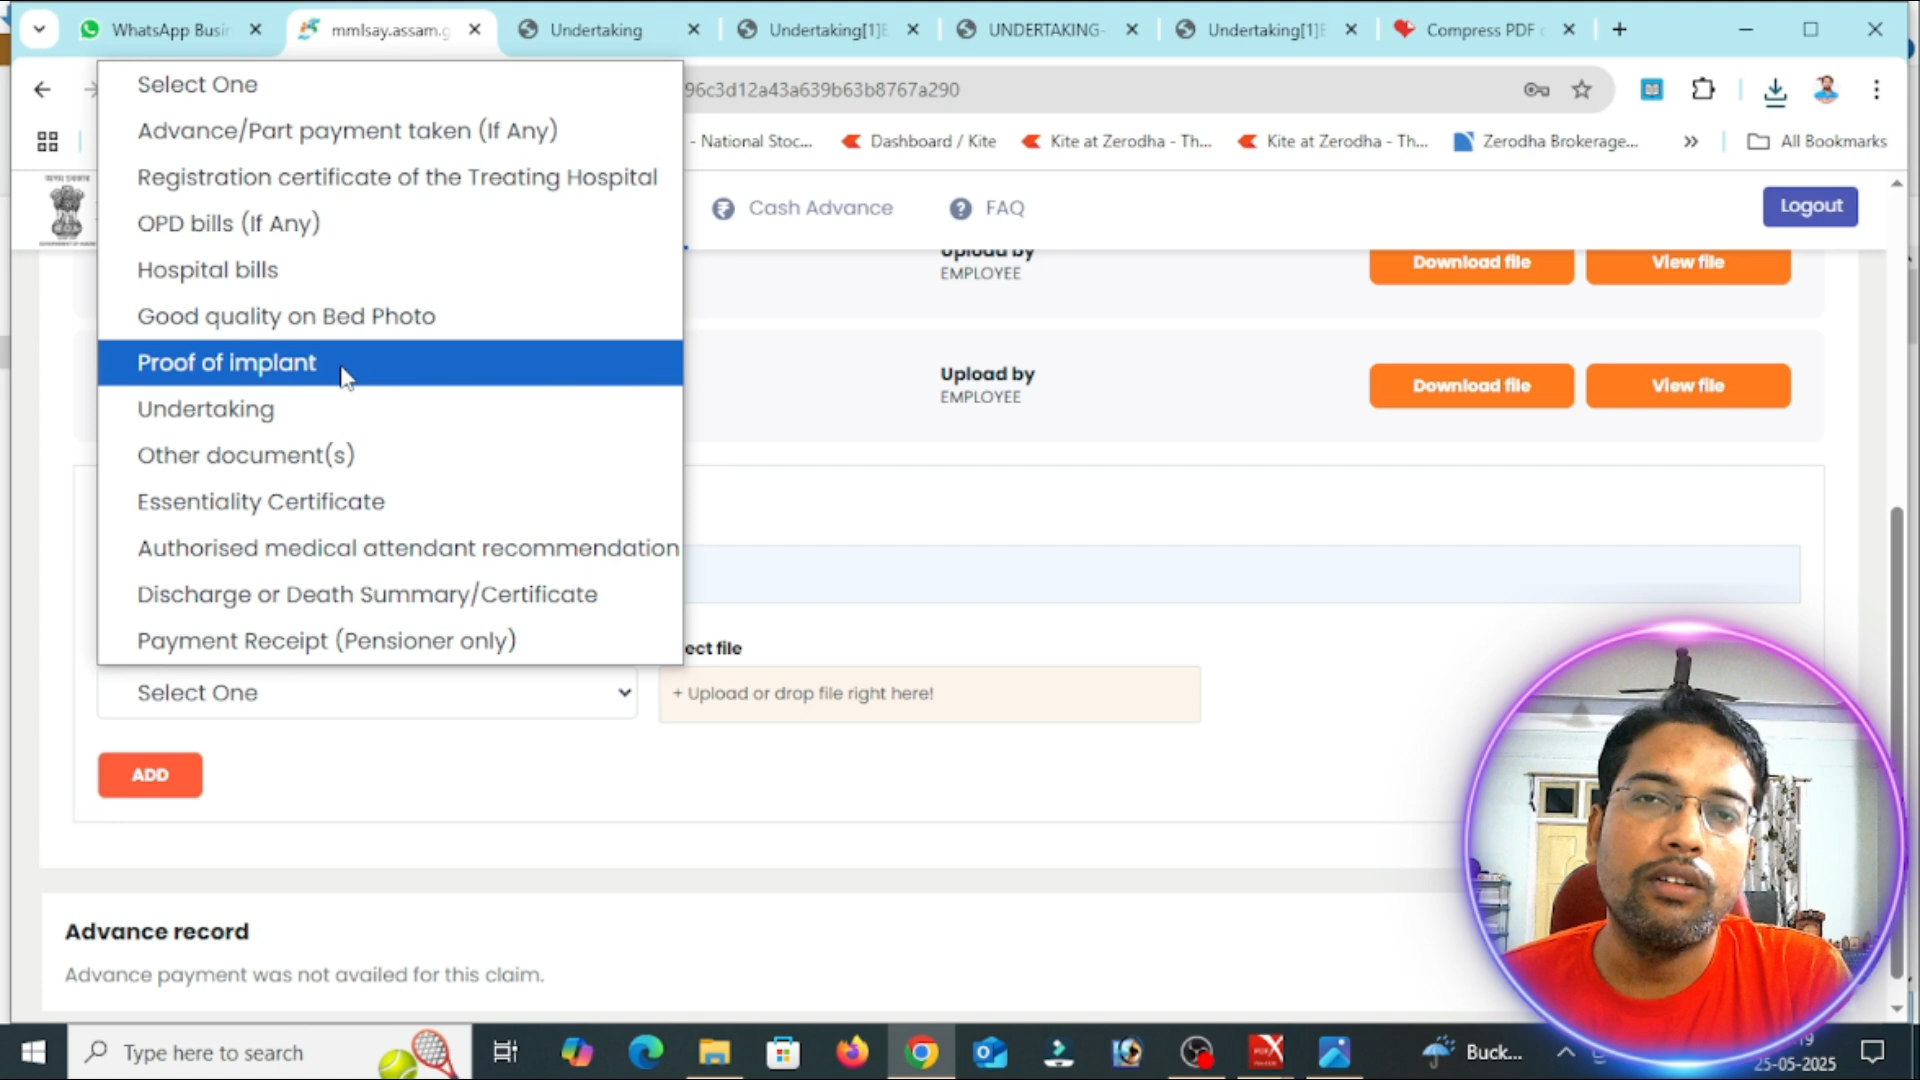 WhatsApp Busir
mmlsay.assam.g
Undertaking
Undertaking[1]E
UNDERTAKING-
Undertaking[1]E
Compress PDF
96c3d12a43a639b63b8767a290
- National Stoc...
Dashboard / Kite
Kite at Zerodha - Th...
Kite at Zerodha - Th...
Zerodha Brokerage...
All Bookmarks
Cash Advance
FAQ
Logout
Select One
Advance/Part payment taken (If Any)
Registration certificate of the Treating Hospital
OPD bills (If Any)
Hospital bills
Good quality on Bed Photo
Proof of implant
Undertaking
Other document(s)
Essentiality Certificate
Authorised medical attendant recommendation
Discharge or Death Summary/Certificate
Payment Receipt (Pensioner only)
Upload by
EMPLOYEE
Download file
View file
Upload by
EMPLOYEE
Download file
View file
ect file
Select One
+ Upload or drop file right here!
ADD
Advance record
Advance payment was not availed for this claim.
Type here to search
Buck...
25-05-2025